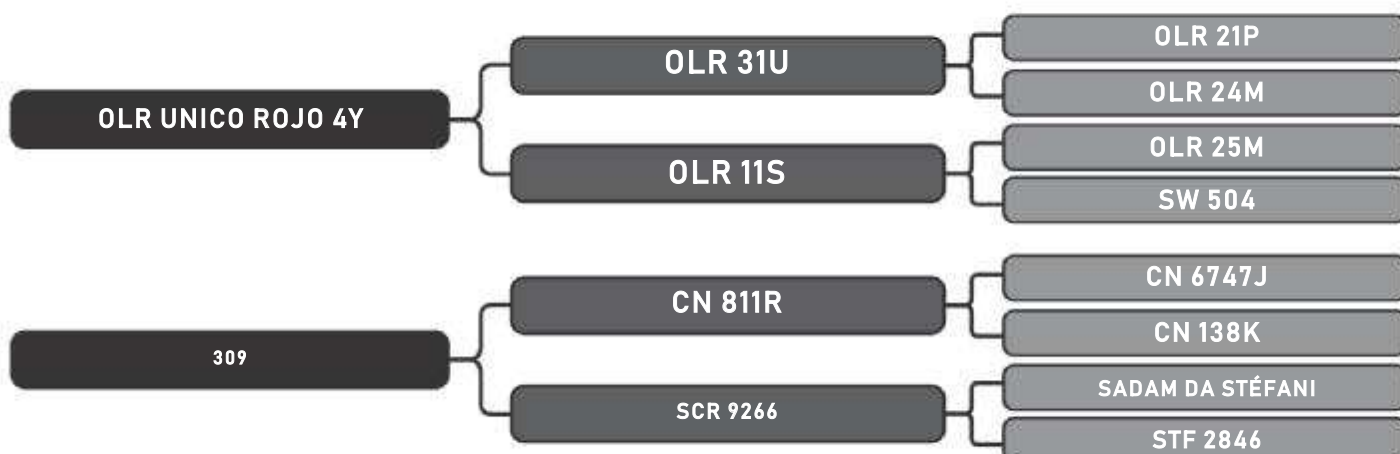 OLR UNICO ROJO 4Y
OLR 31U
OLR 21P
OLR 24M
OLR 11S
OLR 25M
SW 504
309
CN 811R
CN 6747J
CN 138K
SCR 9266
SADAM DA STÉFANI
STF 2846